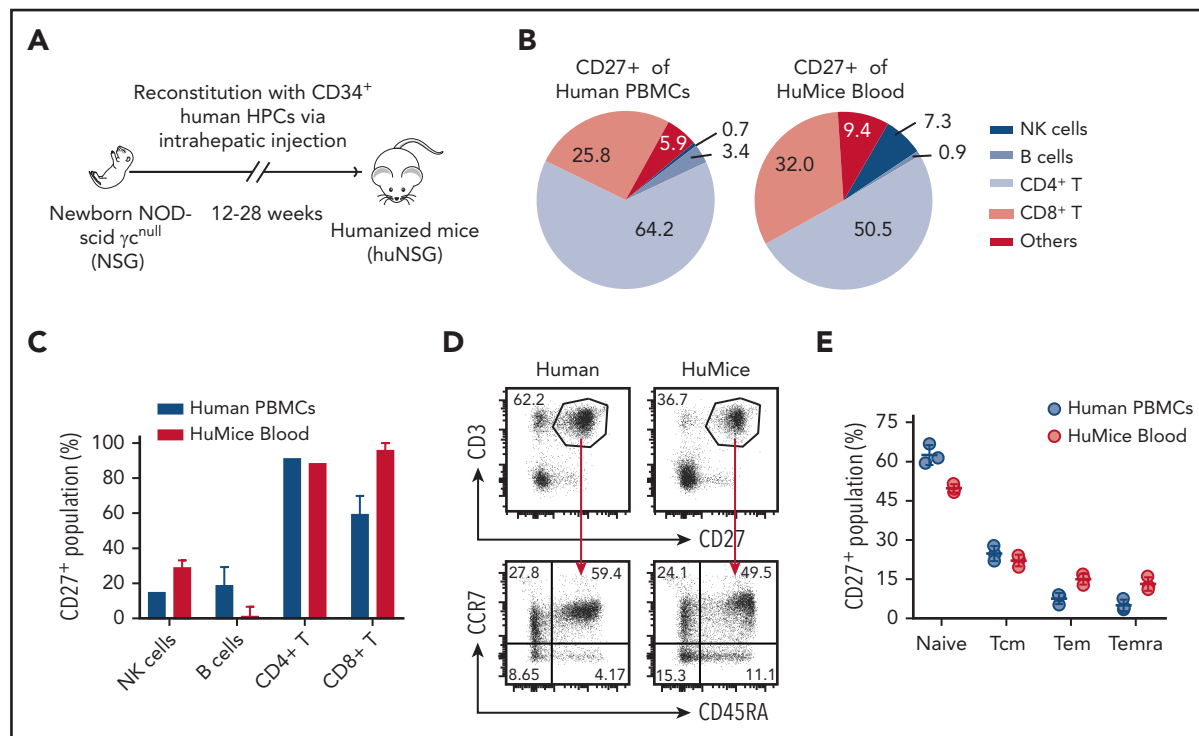 A
Reconstitution with CD34⁺
human HPCs via
intrahepatic injection
Newborn NOD-
scid γcⁿᵘˡˡ
(NSG)
12-28 weeks
Humanized mice
(huNSG)
B
CD27+ of
Human PBMCs
CD27+ of
HuMice Blood
25.8
5.9
0.7
3.4
64.2
32.0
9.4
7.3
0.9
50.5
NK cells
B cells
CD4⁺ T
CD8⁺ T
Others
C
Human PBMCs
HuMice Blood
CD27⁺ population (%)
100
80
60
40
20
0
NK cells
B cells
CD4+ T
CD8+ T
D
Human
HuMice
62.2
36.7
CD3
CD27
27.8
59.4
8.65
4.17
24.1
49.5
15.3
11.1
CCR7
CD45RA
E
Human PBMCs
HuMice Blood
CD27⁺ population (%)
75
60
45
30
15
0
Naive
Tcm
Tem
Temra